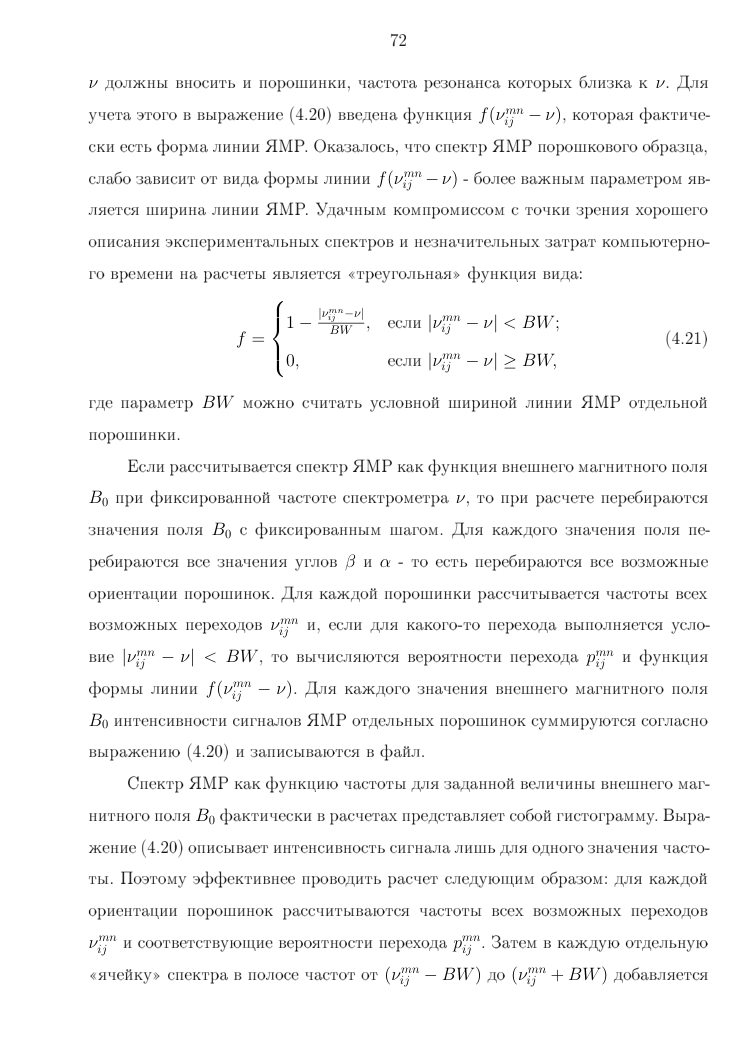 72
ν должны вносить и порошинки, частота резонанса которых близка к ν. Для
учета этого в выражение (4.20) введена функция f(ν_{ij}^{mn} − ν), которая фактиче-
ски есть форма линии ЯМР. Оказалось, что спектр ЯМР порошкового образца,
слабо зависит от вида формы линии f(ν_{ij}^{mn} − ν) - более важным параметром яв-
ляется ширина линии ЯМР. Удачным компромиссом с точки зрения хорошего
описания экспериментальных спектров и незначительных затрат компьютерно-
го времени на расчеты является «треугольная» функция вида:
f = { 1 − \frac{|ν_{ij}^{mn}−ν|}{BW}, если |ν_{ij}^{mn} − ν| < BW;
0, если |ν_{ij}^{mn} − ν| ≥ BW, (4.21)
где параметр BW можно считать условной шириной линии ЯМР отдельной
порошинки.
Если рассчитывается спектр ЯМР как функция внешнего магнитного поля
B_0 при фиксированной частоте спектрометра ν, то при расчете перебираются
значения поля B_0 с фиксированным шагом. Для каждого значения поля пе-
ребираются все значения углов β и α - то есть перебираются все возможные
ориентации порошинок. Для каждой порошинки рассчитывается частоты всех
возможных переходов ν_{ij}^{mn} и, если для какого-то перехода выполняется усло-
вие |ν_{ij}^{mn} − ν| < BW, то вычисляются вероятности перехода p_{ij}^{mn} и функция
формы линии f(ν_{ij}^{mn} − ν). Для каждого значения внешнего магнитного поля
B_0 интенсивности сигналов ЯМР отдельных порошинок суммируются согласно
выражению (4.20) и записываются в файл.
Спектр ЯМР как функцию частоты для заданной величины внешнего маг-
нитного поля B_0 фактически в расчетах представляет собой гистограмму. Выра-
жение (4.20) описывает интенсивность сигнала лишь для одного значения часто-
ты. Поэтому эффективнее проводить расчет следующим образом: для каждой
ориентации порошинок рассчитываются частоты всех возможных переходов
ν_{ij}^{mn} и соответствующие вероятности перехода p_{ij}^{mn}. Затем в каждую отдельную
«ячейку» спектра в полосе частот от (ν_{ij}^{mn} − BW) до (ν_{ij}^{mn} + BW) добавляется